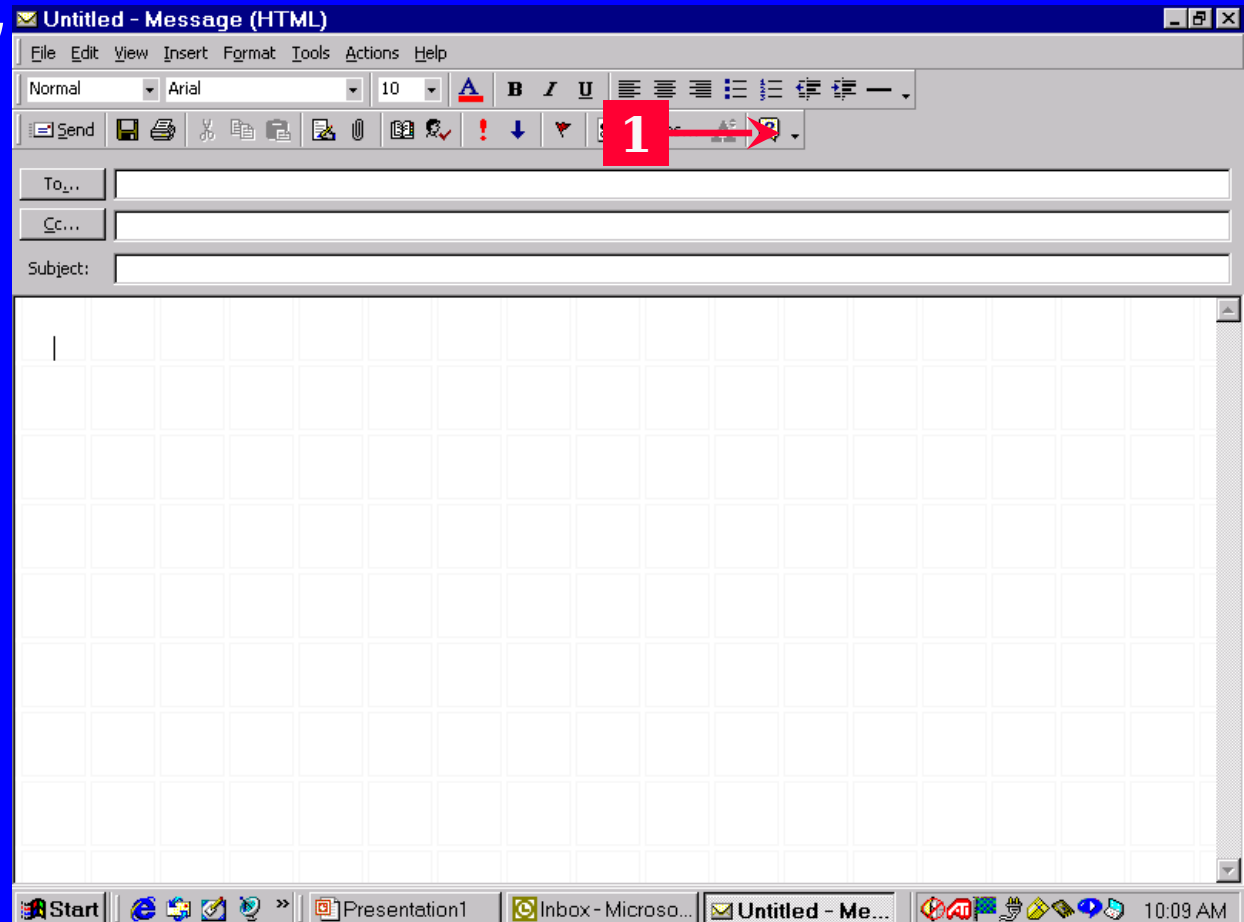 Untitled - Message (HTML)
File Edit View Insert Format Tools Actions Help
Normal Arial 10 A B I U
Send 1
To...
Cc...
Subject:
Start » Presentation1 Inbox - Microso... Untitled - Me... 10:09 AM